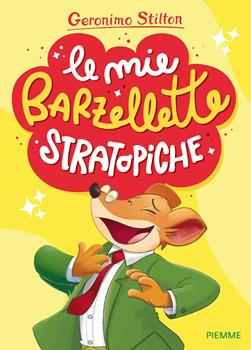 Geronimo Stilton
le mie
BARZellette
STRATOPICHE
PIEMME